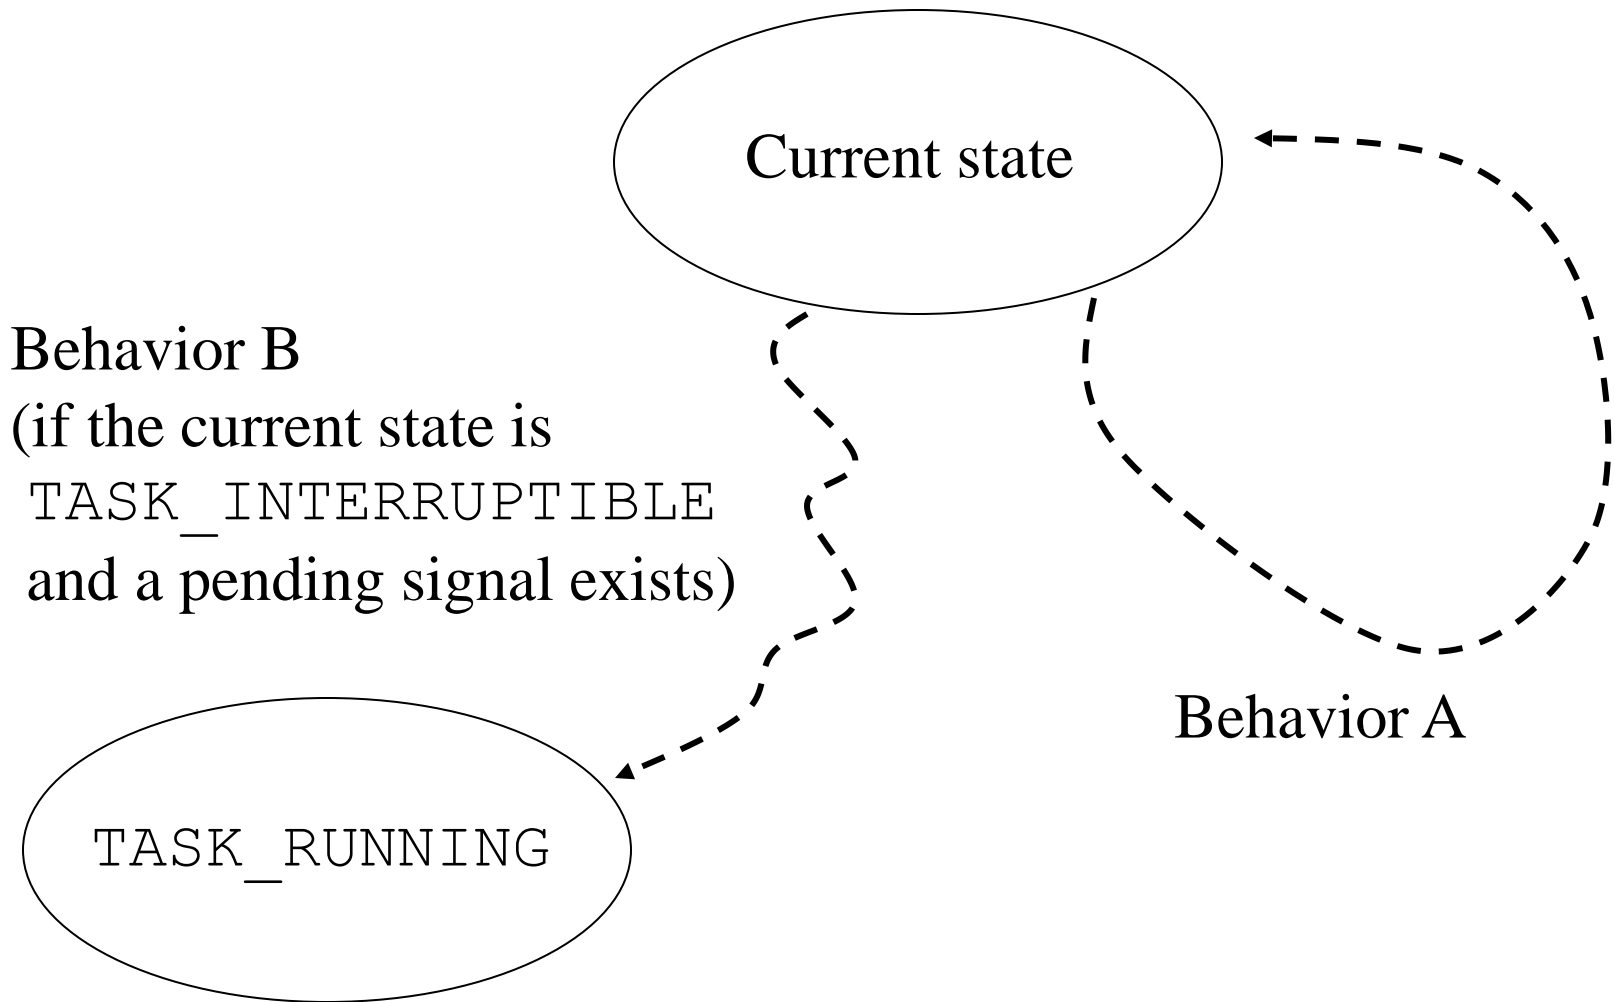 Current state
Behavior B
(if the current state is
TASK_INTERRUPTIBLE
and a pending signal exists)
Behavior A
TASK_RUNNING